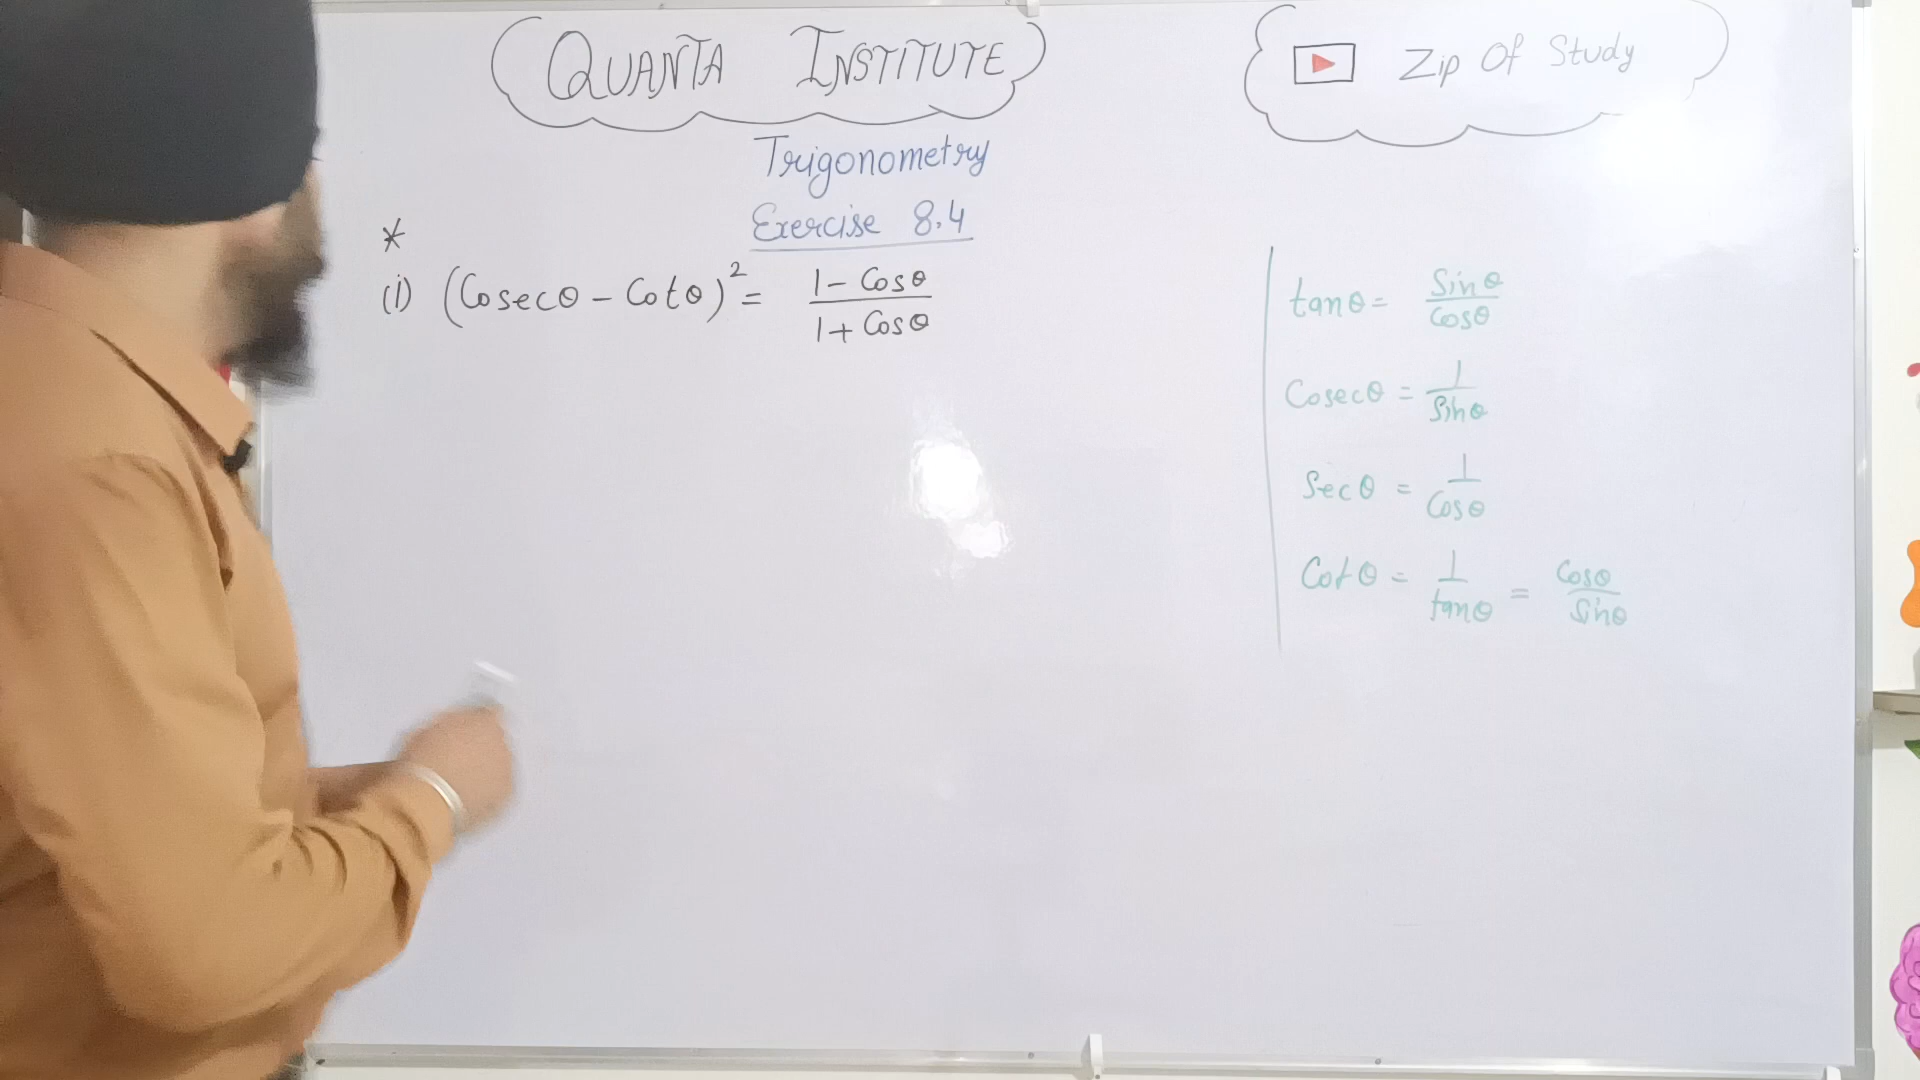 QUANTA INSTITUTE
Zip Of Study
Trigonometry
Exercise 8.4
*
(i) (Cosecθ - Cotθ)² = (1 - Cosθ)/(1 + Cosθ)
tanθ = Sinθ/Cosθ
Cosecθ = 1/Sinθ
Secθ = 1/Cosθ
Cotθ = 1/tanθ = Cosθ/Sinθ